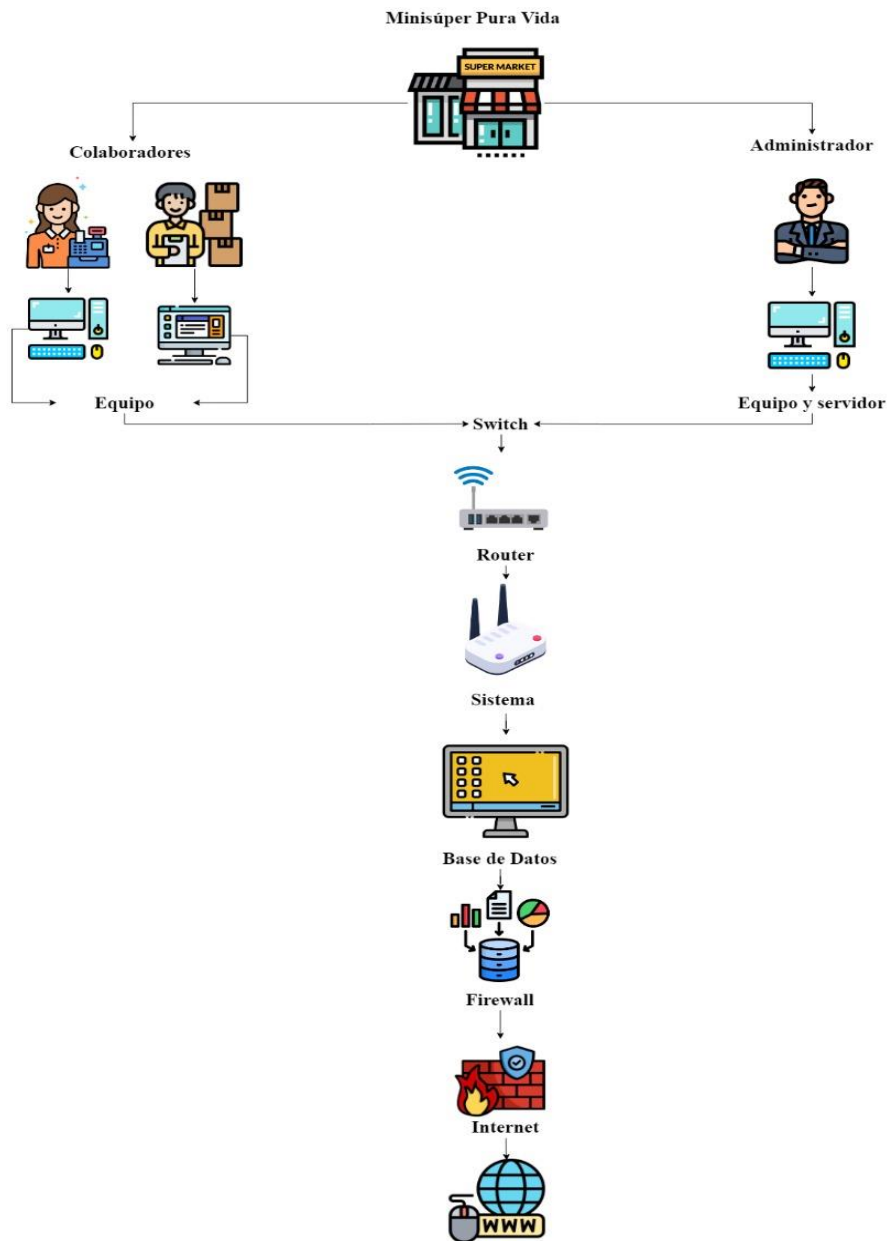 Minisúper Pura Vida
SUPER MARKET
Colaboradores
Administrador
Equipo
Equipo y servidor
Switch
Router
Sistema
Base de Datos
Firewall
Internet
WWW